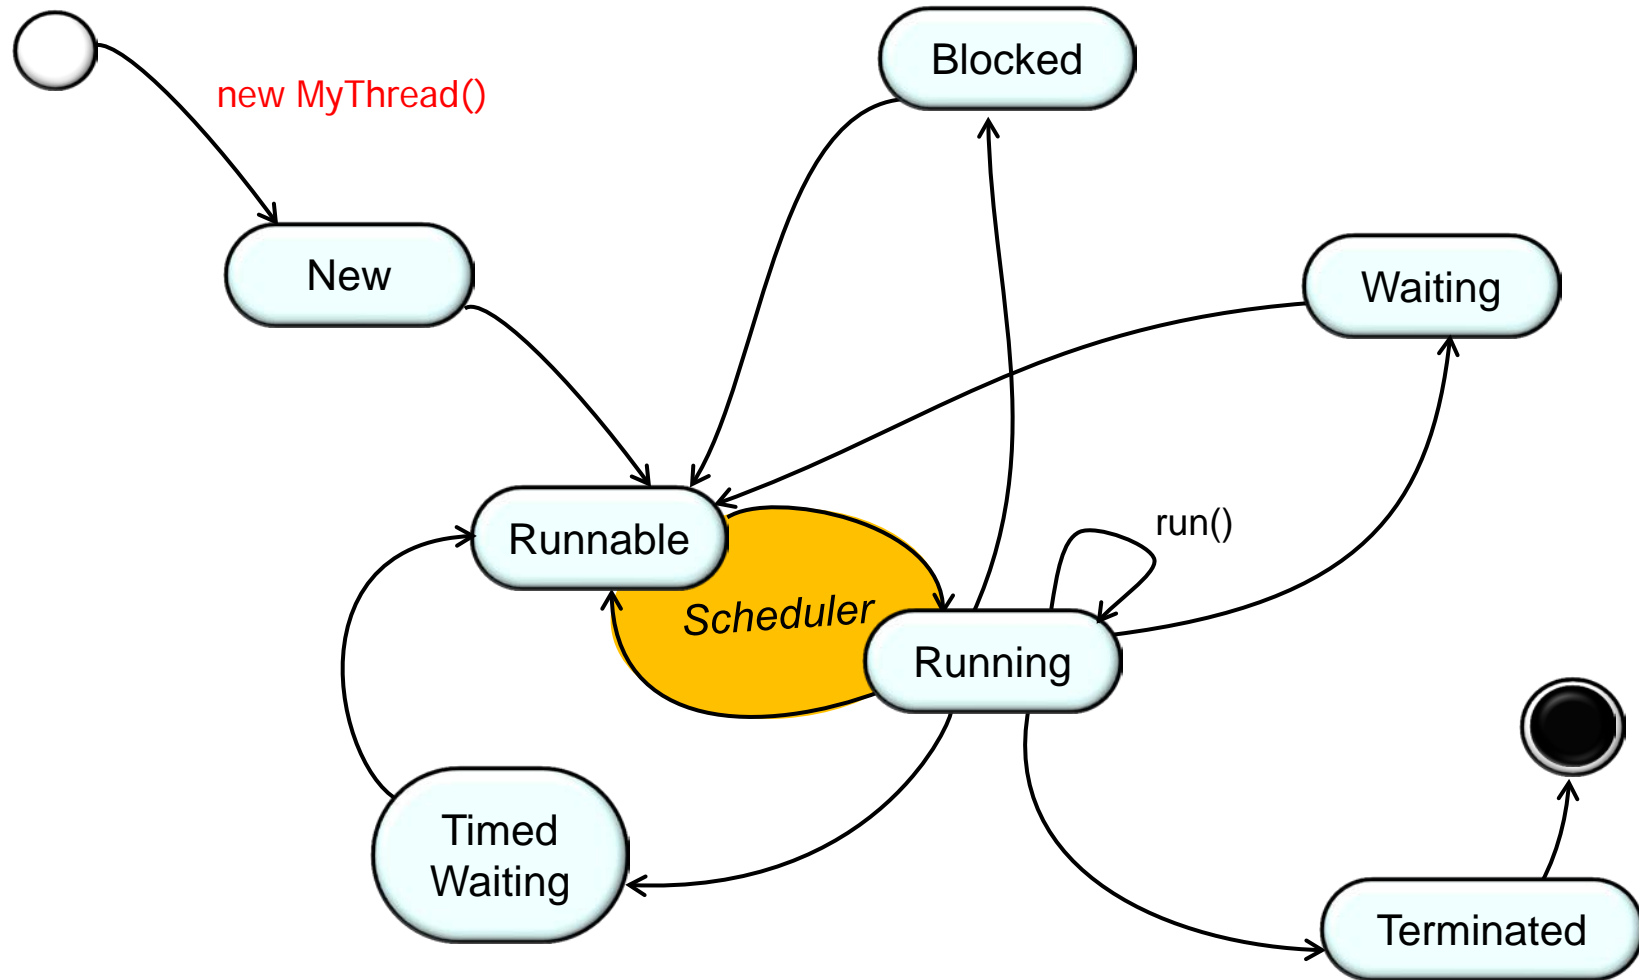 Blocked
new MyThread()
New
Waiting
run()
Runnable
Scheduler
Running
Timed
Waiting
Terminated